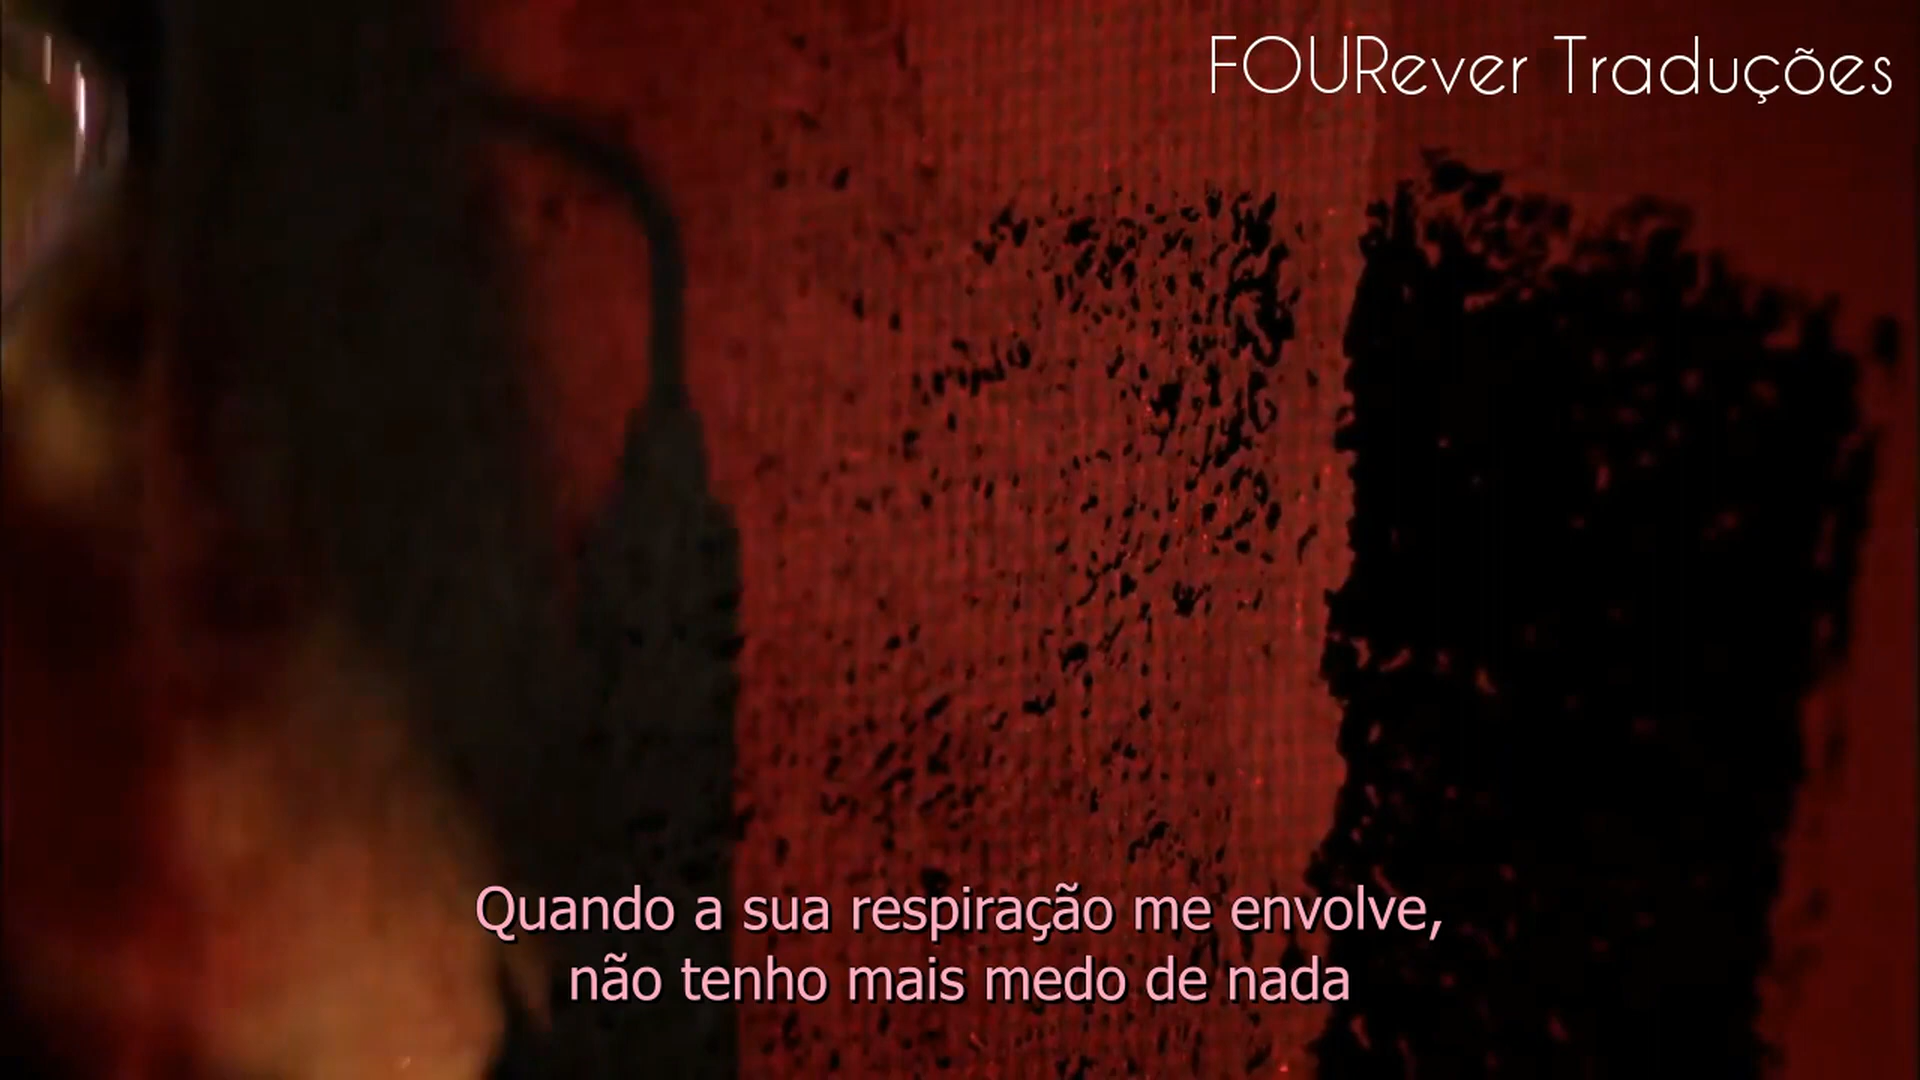 FOURever Traduções
Quando a sua respiração me envolve,
não tenho mais medo de nada